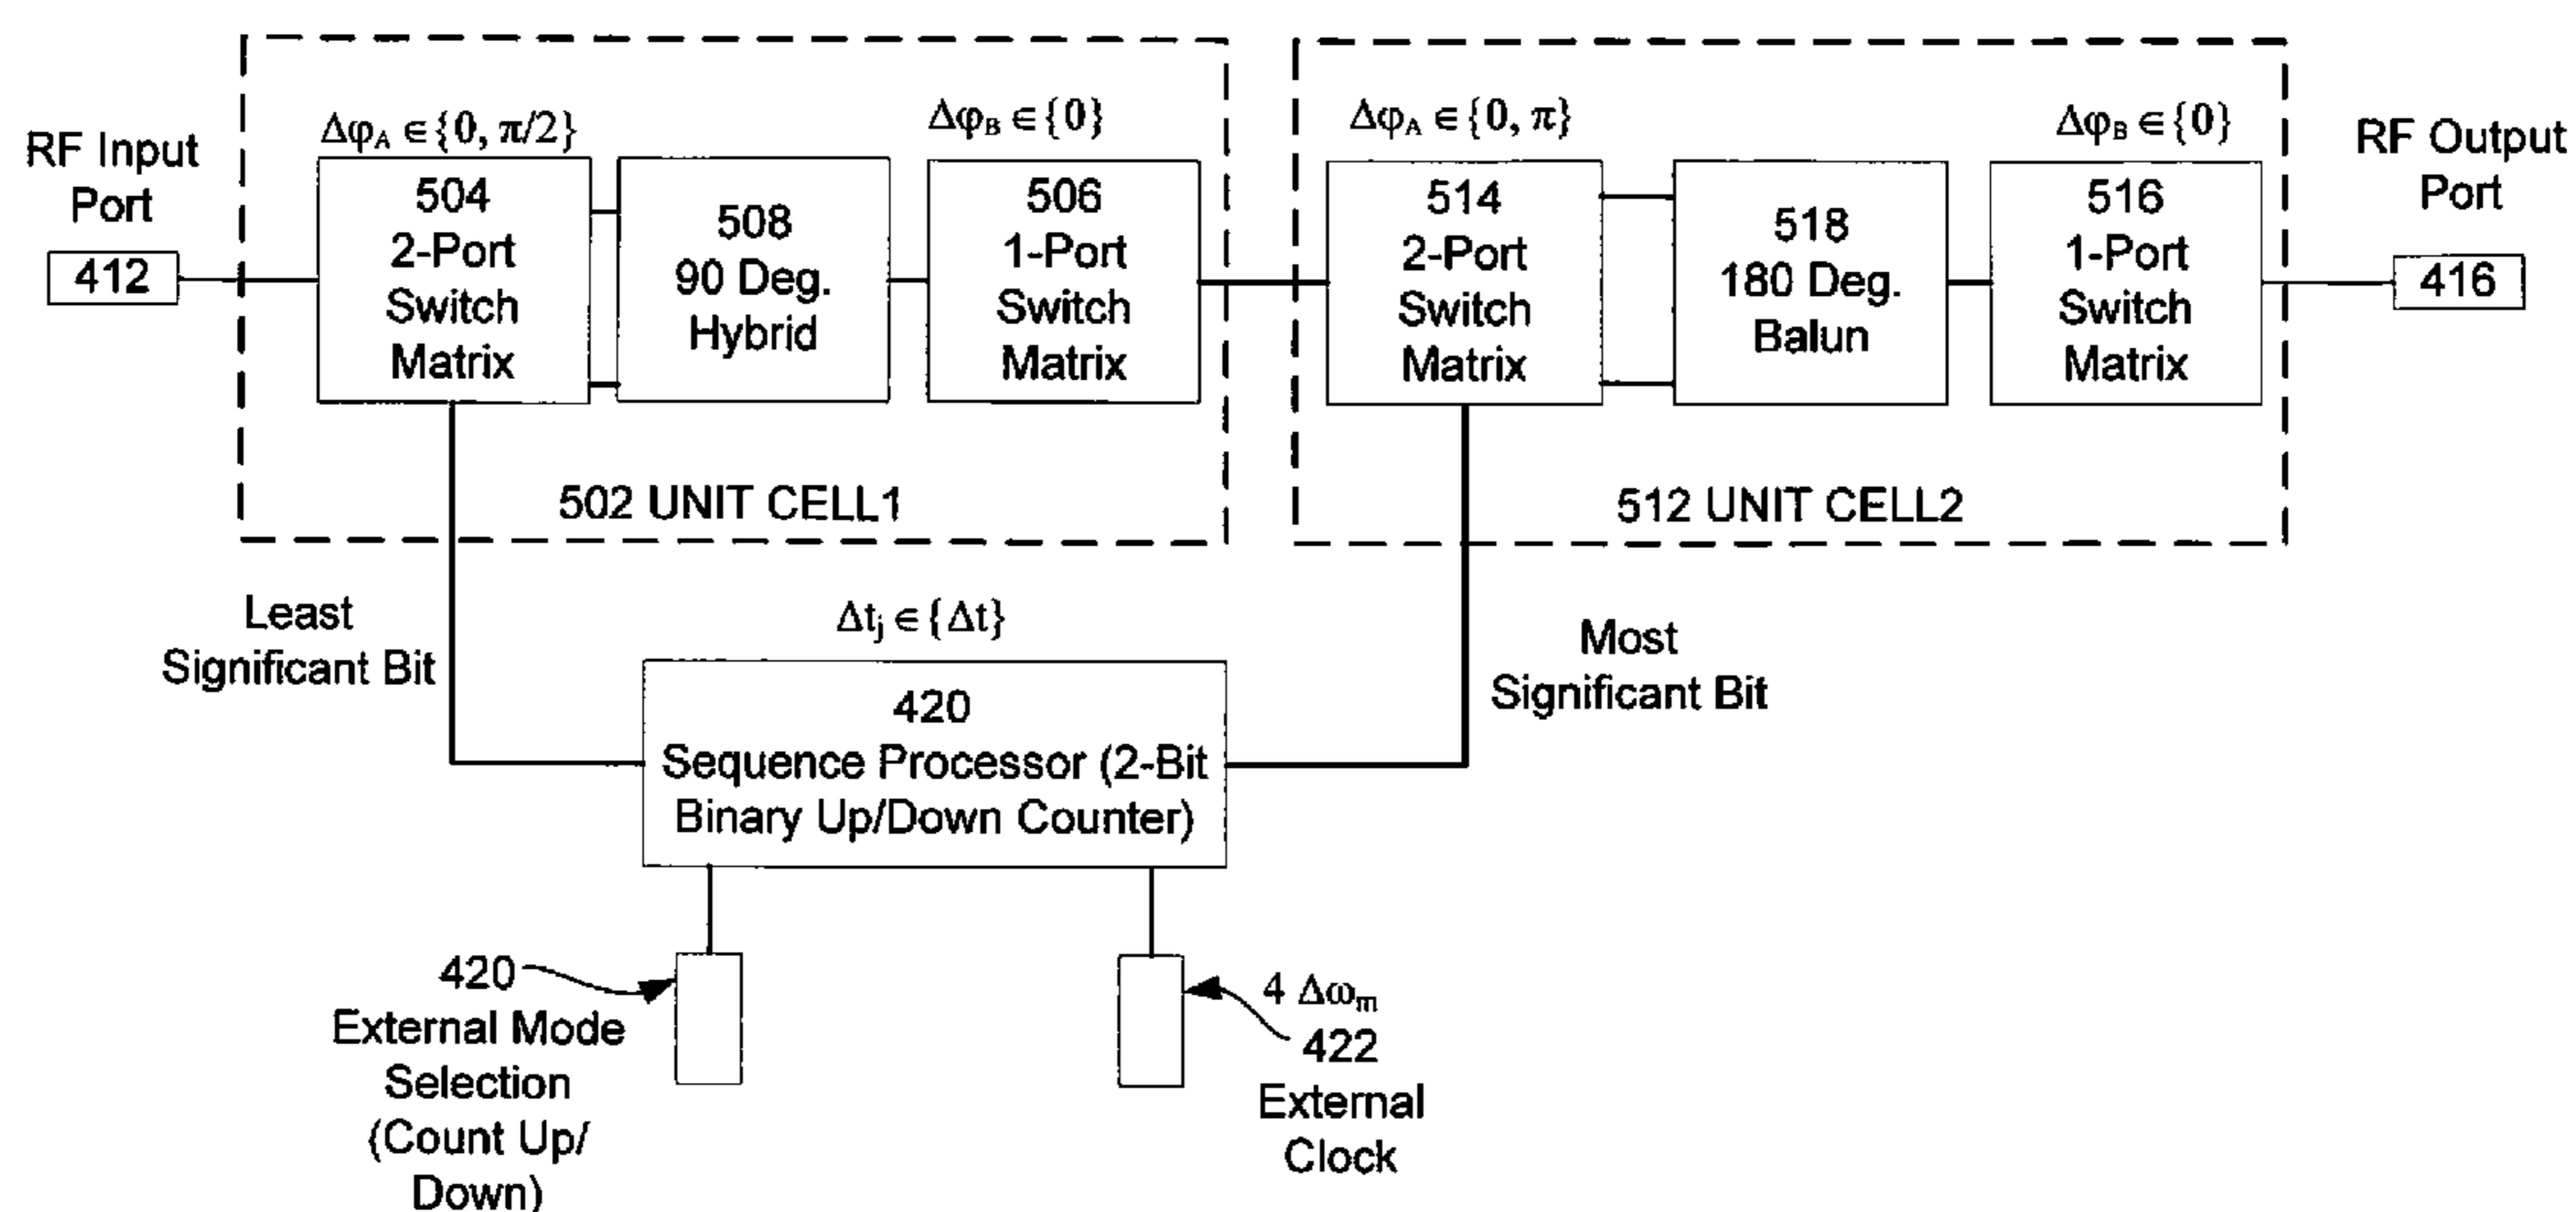 RF Input
Port
412
Δφ_A ∈ {0, π/2}
504
2-Port
Switch
Matrix
508
90 Deg.
Hybrid
Δφ_B ∈ {0}
506
1-Port
Switch
Matrix
502 UNIT CELL1
Δφ_A ∈ {0, π}
514
2-Port
Switch
Matrix
518
180 Deg.
Balun
Δφ_B ∈ {0}
516
1-Port
Switch
Matrix
512 UNIT CELL2
RF Output
Port
416
Least
Significant Bit
Δt_j ∈ {Δt}
Most
Significant Bit
420
Sequence Processor (2-Bit
Binary Up/Down Counter)
420
External Mode
Selection
(Count Up/
Down)
4 Δω_m
422
External
Clock